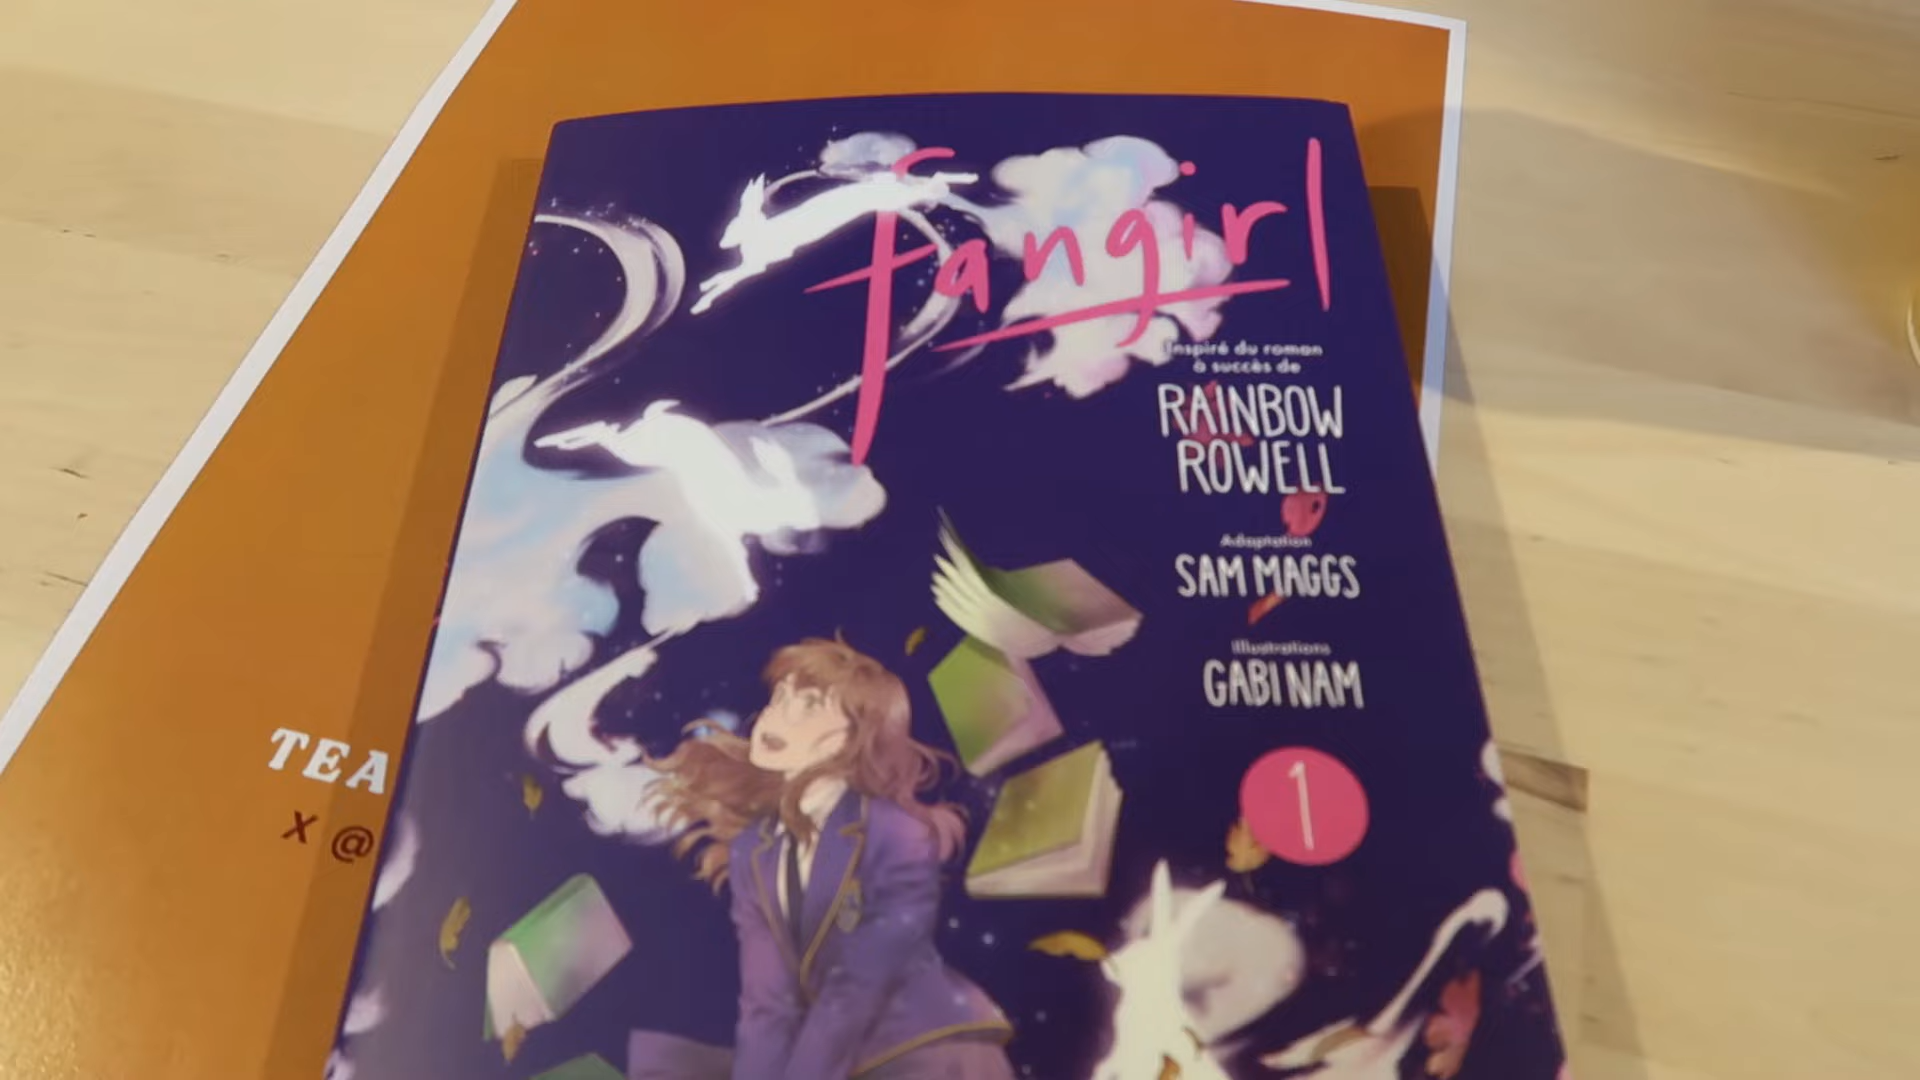 fangirl
Inspiré du roman
à succès de
RAINBOW
ROWELL
Adaptation
SAM MAGGS
Illustrations
GABI NAM
1
TEA
X @